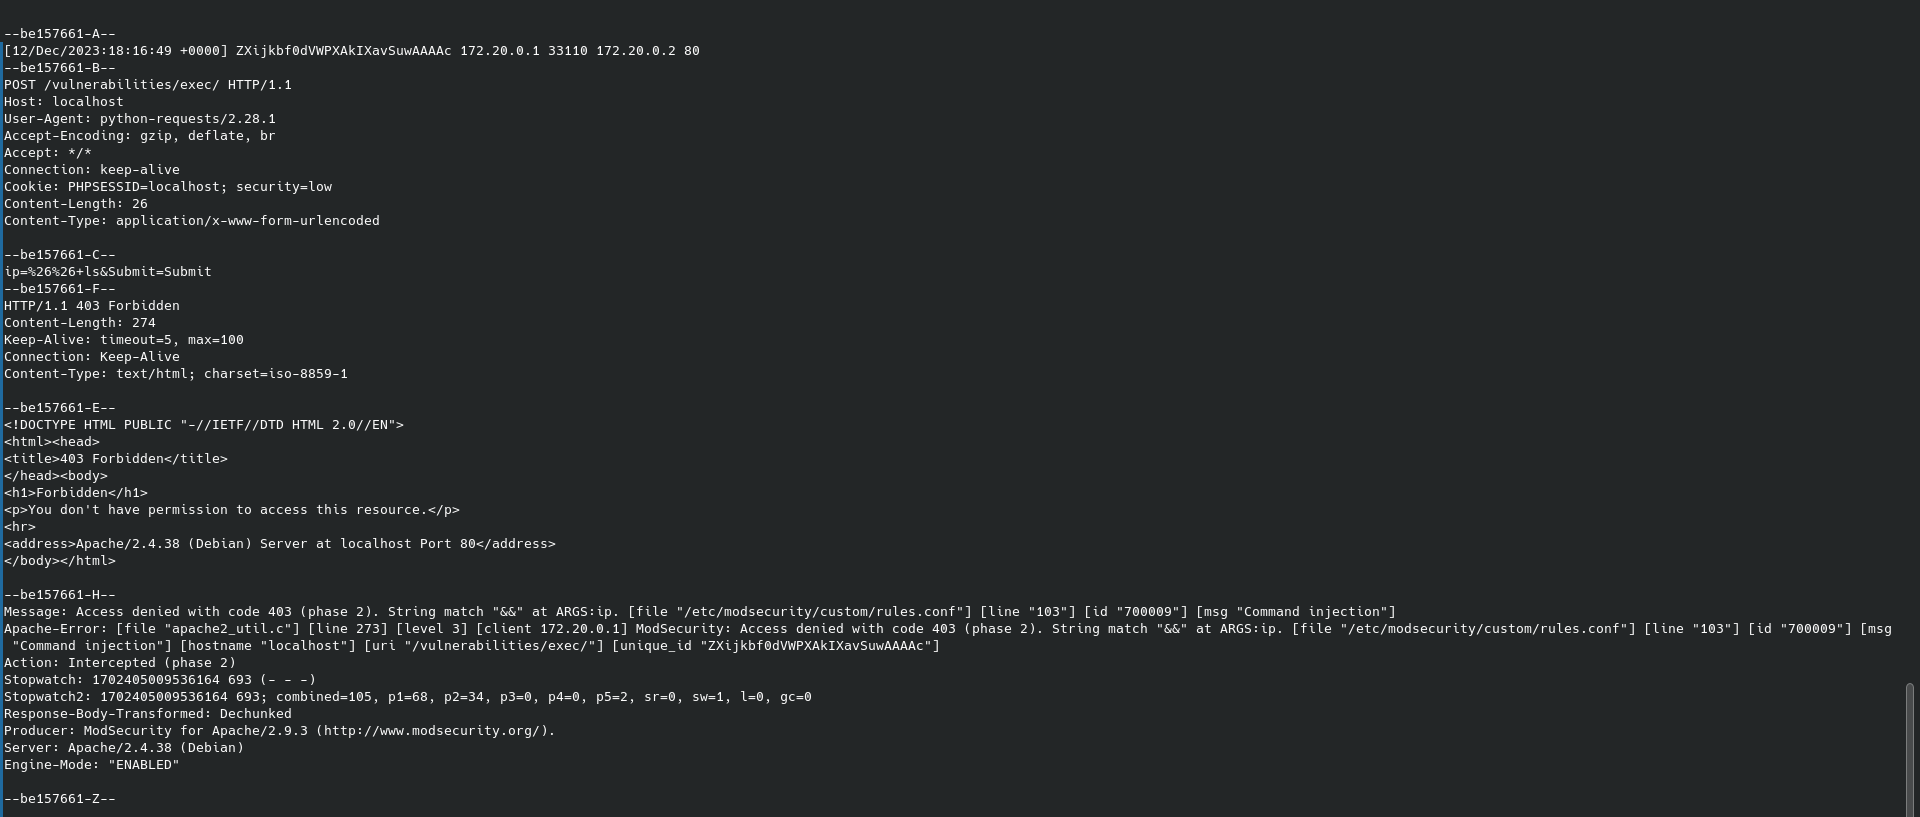 --be157661-A--
[12/Dec/2023:18:16:49 +0000] ZXijkbf0dVWPXAkIXavSuwAAAAc 172.20.0.1 33110 172.20.0.2 80
--be157661-B--
POST /vulnerabilities/exec/ HTTP/1.1
Host: localhost
User-Agent: python-requests/2.28.1
Accept-Encoding: gzip, deflate, br
Accept: */*
Connection: keep-alive
Cookie: PHPSESSID=localhost; security=low
Content-Length: 26
Content-Type: application/x-www-form-urlencoded

--be157661-C--
ip=%26%26+ls&Submit=Submit
--be157661-F--
HTTP/1.1 403 Forbidden
Content-Length: 274
Keep-Alive: timeout=5, max=100
Connection: Keep-Alive
Content-Type: text/html; charset=iso-8859-1

--be157661-E--
<!DOCTYPE HTML PUBLIC "-//IETF//DTD HTML 2.0//EN">
<html><head>
<title>403 Forbidden</title>
</head><body>
<h1>Forbidden</h1>
<p>You don't have permission to access this resource.</p>
<hr>
<address>Apache/2.4.38 (Debian) Server at localhost Port 80</address>
</body></html>

--be157661-H--
Message: Access denied with code 403 (phase 2). String match "&&" at ARGS:ip. [file "/etc/modsecurity/custom/rules.conf"] [line "103"] [id "700009"] [msg "Command injection"]
Apache-Error: [file "apache2_util.c"] [line 273] [level 3] [client 172.20.0.1] ModSecurity: Access denied with code 403 (phase 2). String match "&&" at ARGS:ip. [file "/etc/modsecurity/custom/rules.conf"] [line "103"] [id "700009"] [msg
"Command injection"] [hostname "localhost"] [uri "/vulnerabilities/exec/"] [unique_id "ZXijkbf0dVWPXAkIXavSuwAAAAc"]
Action: Intercepted (phase 2)
Stopwatch: 1702405009536164 693 (- - -)
Stopwatch2: 1702405009536164 693; combined=105, p1=68, p2=34, p3=0, p4=0, p5=2, sr=0, sw=1, l=0, gc=0
Response-Body-Transformed: Dechunked
Producer: ModSecurity for Apache/2.9.3 (http://www.modsecurity.org/).
Server: Apache/2.4.38 (Debian)
Engine-Mode: "ENABLED"

--be157661-Z--